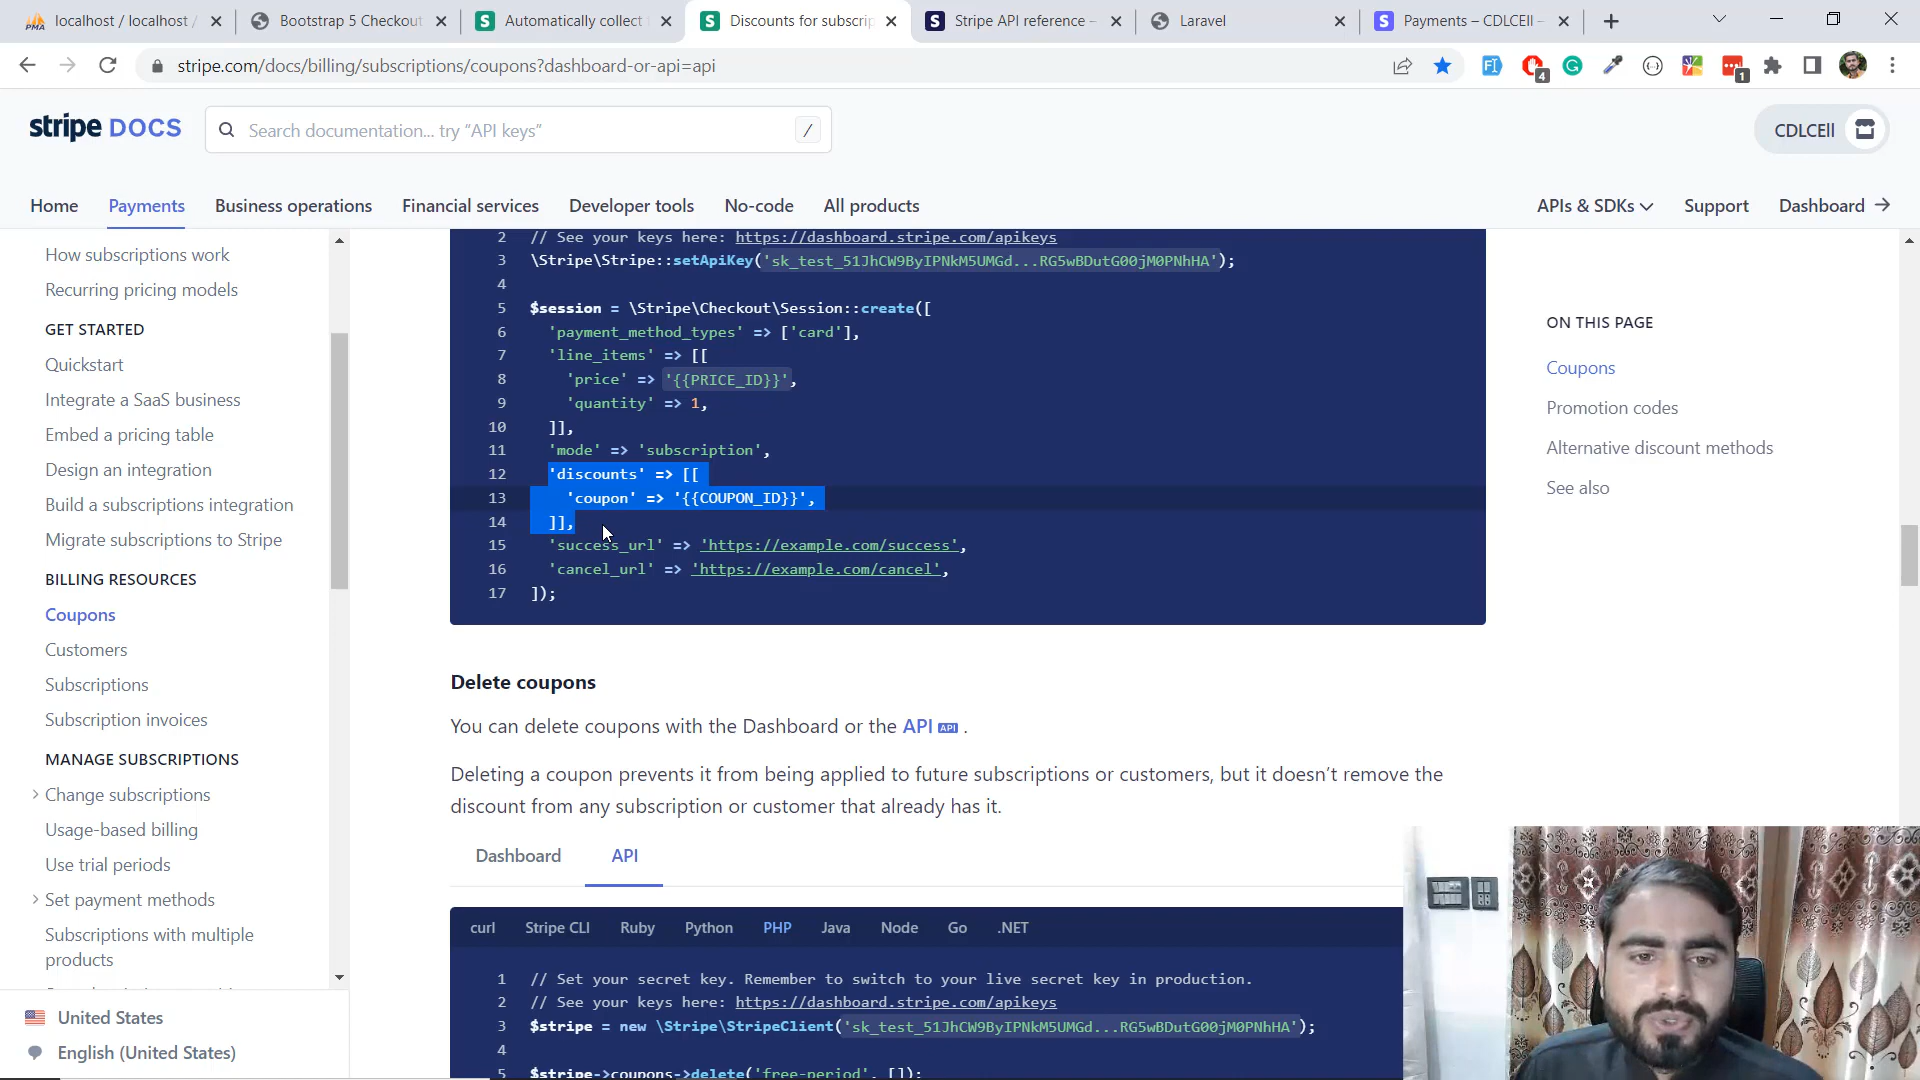 localhost / localhost /
Bootstrap 5 Checkout
Automatically collect
Discounts for subscrip
Stripe API reference –
Laravel
Payments – CDLCEll –
stripe.com/docs/billing/subscriptions/coupons?dashboard-or-api=api
4
1
stripe DOCS
Search documentation... try “API keys”
/
CDLCEll
Home
Payments
Business operations
Financial services
Developer tools
No-code
All products
APIs & SDKs
Support
Dashboard
How subscriptions work
Recurring pricing models
GET STARTED
Quickstart
Integrate a SaaS business
Embed a pricing table
Design an integration
Build a subscriptions integration
Migrate subscriptions to Stripe
BILLING RESOURCES
Coupons
Customers
Subscriptions
Subscription invoices
MANAGE SUBSCRIPTIONS
Change subscriptions
Usage-based billing
Use trial periods
Set payment methods
Subscriptions with multiple
products
United States
English (United States)
2 // See your keys here: https://dashboard.stripe.com/apikeys
3 \Stripe\Stripe::setApiKey('sk_test_51JhCW9ByIPNkM5UMGd...RG5wBDutG00jM0PNhHA');
4
5 $session = \Stripe\Checkout\Session::create([
6 'payment_method_types' => ['card'],
7 'line_items' => [[
8 'price' => '{{PRICE_ID}}',
9 'quantity' => 1,
10 ]],
11 'mode' => 'subscription',
12 'discounts' => [[
13 'coupon' => '{{COUPON_ID}}',
14 ]],
15 'success_url' => 'https://example.com/success',
16 'cancel_url' => 'https://example.com/cancel',
17 ]);
Delete coupons
You can delete coupons with the Dashboard or the API API .
Deleting a coupon prevents it from being applied to future subscriptions or customers, but it doesn’t remove the
discount from any subscription or customer that already has it.
Dashboard
API
curl
Stripe CLI
Ruby
Python
PHP
Java
Node
Go
.NET
1 // Set your secret key. Remember to switch to your live secret key in production.
2 // See your keys here: https://dashboard.stripe.com/apikeys
3 $stripe = new \Stripe\StripeClient('sk_test_51JhCW9ByIPNkM5UMGd...RG5wBDutG00jM0PNhHA');
4
5 $stripe->coupons->delete('free-period', []);
ON THIS PAGE
Coupons
Promotion codes
Alternative discount methods
See also